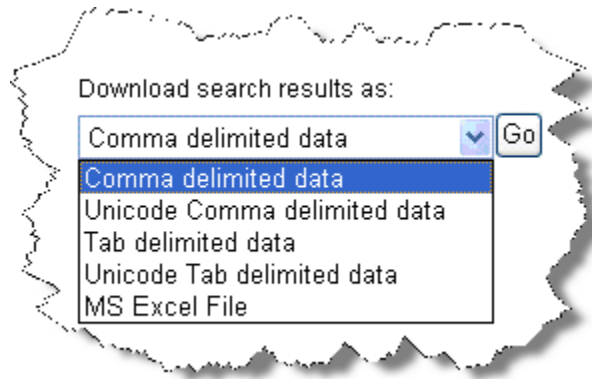 Download search results as:
Comma delimited data Go
Comma delimited data
Unicode Comma delimited data
Tab delimited data
Unicode Tab delimited data
MS Excel File